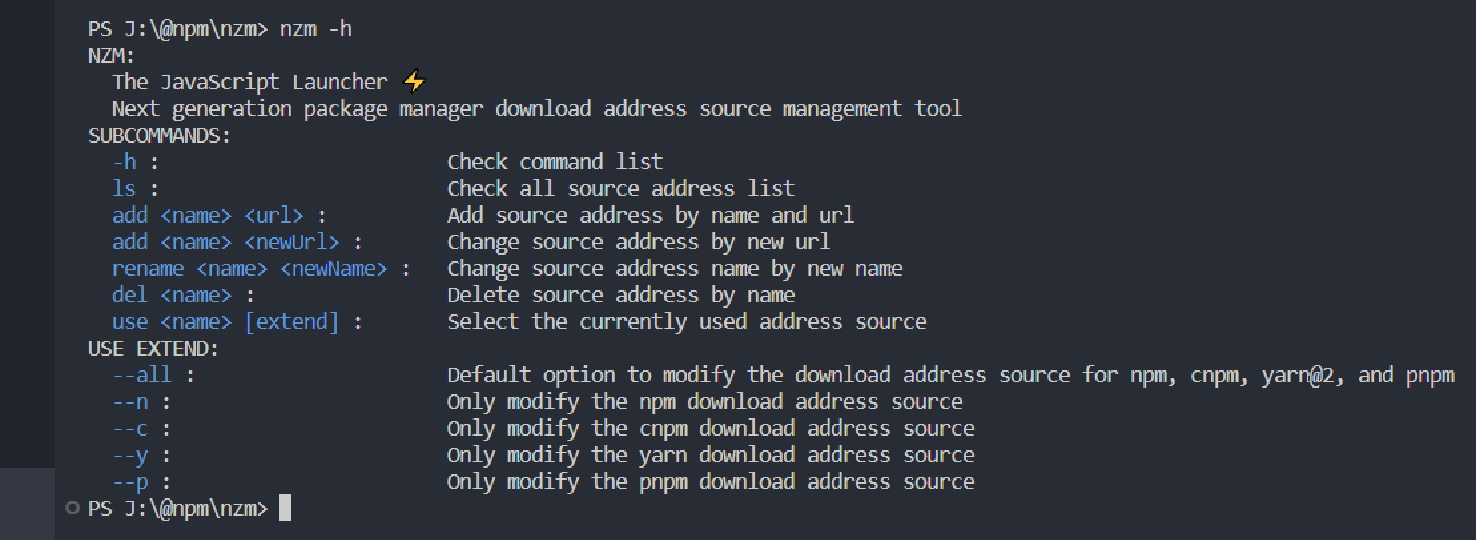 PS J:\@npm\nzm> nzm -h
NZM:
  The JavaScript Launcher ⚡
  Next generation package manager download address source management tool
SUBCOMMANDS:
  -h :                        Check command list
  ls :                        Check all source address list
  add <name> <url> :          Add source address by name and url
  add <name> <newUrl> :       Change source address by new url
  rename <name> <newName> :   Change source address name by new name
  del <name> :                Delete source address by name
  use <name> [extend] :       Select the currently used address source
USE EXTEND:
  --all :                     Default option to modify the download address source for npm, cnpm, yarn@2, and pnpm
  --n :                       Only modify the npm download address source
  --c :                       Only modify the cnpm download address source
  --y :                       Only modify the yarn download address source
  --p :                       Only modify the pnpm download address source
PS J:\@npm\nzm>